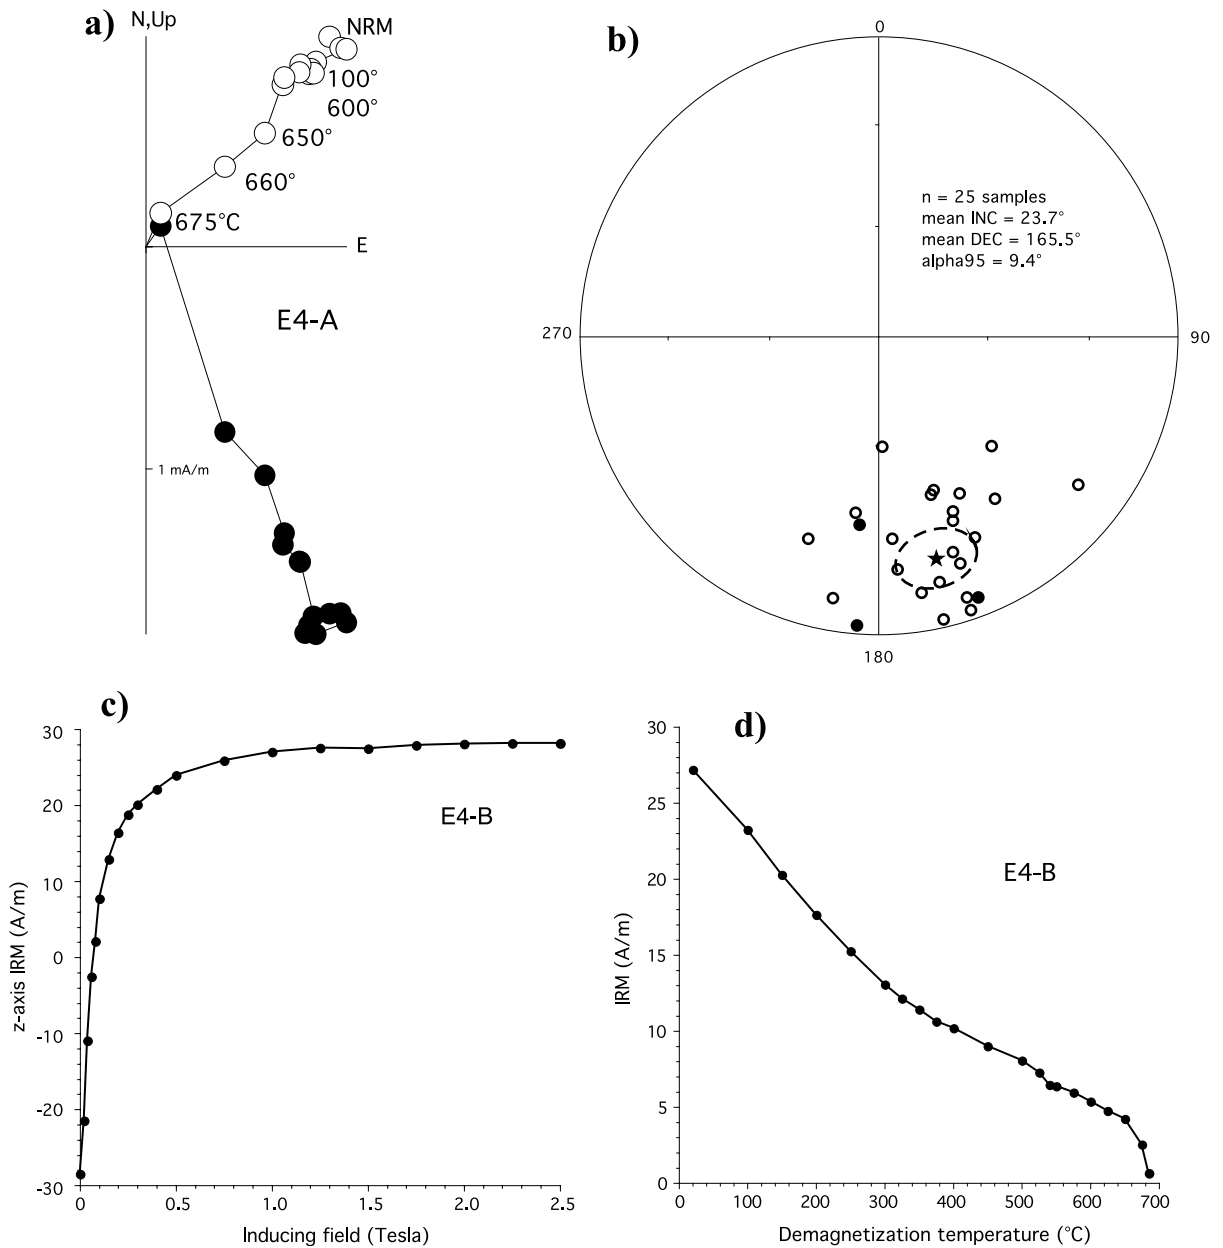 a)
N,Up
NRM
100°
600°
650°
660°
675°C
E
E4-A
1 mA/m
b)
0
n = 25 samples
mean INC = 23.7°
mean DEC = 165.5°
alpha95 = 9.4°
270
90
180
c)
30
20
10
0
-10
-20
-30
z-axis IRM (A/m)
E4-B
0 0.5 1.0 1.5 2.0 2.5
Inducing field (Tesla)
d)
30
25
20
15
10
5
0
IRM (A/m)
E4-B
0 100 200 300 400 500 600 700
Demagnetization temperature (°C)